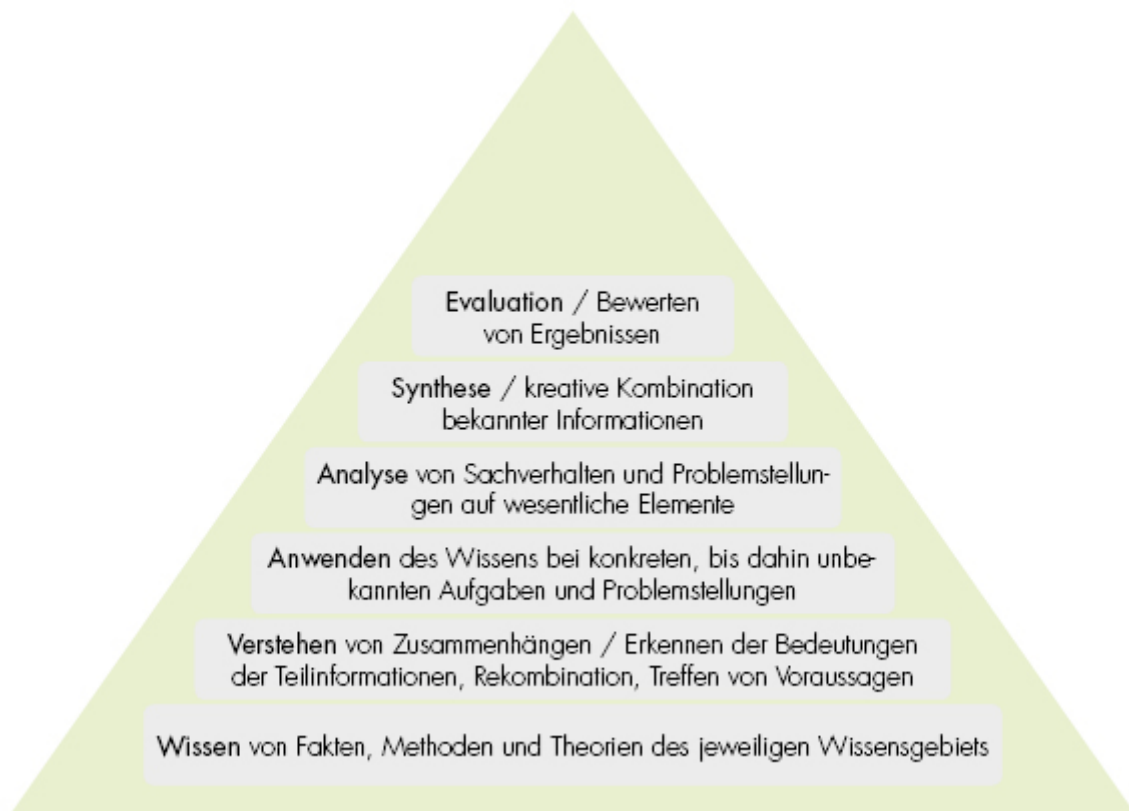 Evaluation / Bewerten
von Ergebnissen
Synthese / kreative Kombination
bekannter Informationen
Analyse von Sachverhalten und Problemstellun-
gen auf wesentliche Elemente
Anwenden des Wissens bei konkreten, bis dahin unbe-
kannten Aufgaben und Problemstellungen
Verstehen von Zusammenhängen / Erkennen der Bedeutungen
der Teilinformationen, Rekombination, Treffen von Voraussagen
Wissen von Fakten, Methoden und Theorien des jeweiligen Wissensgebiets